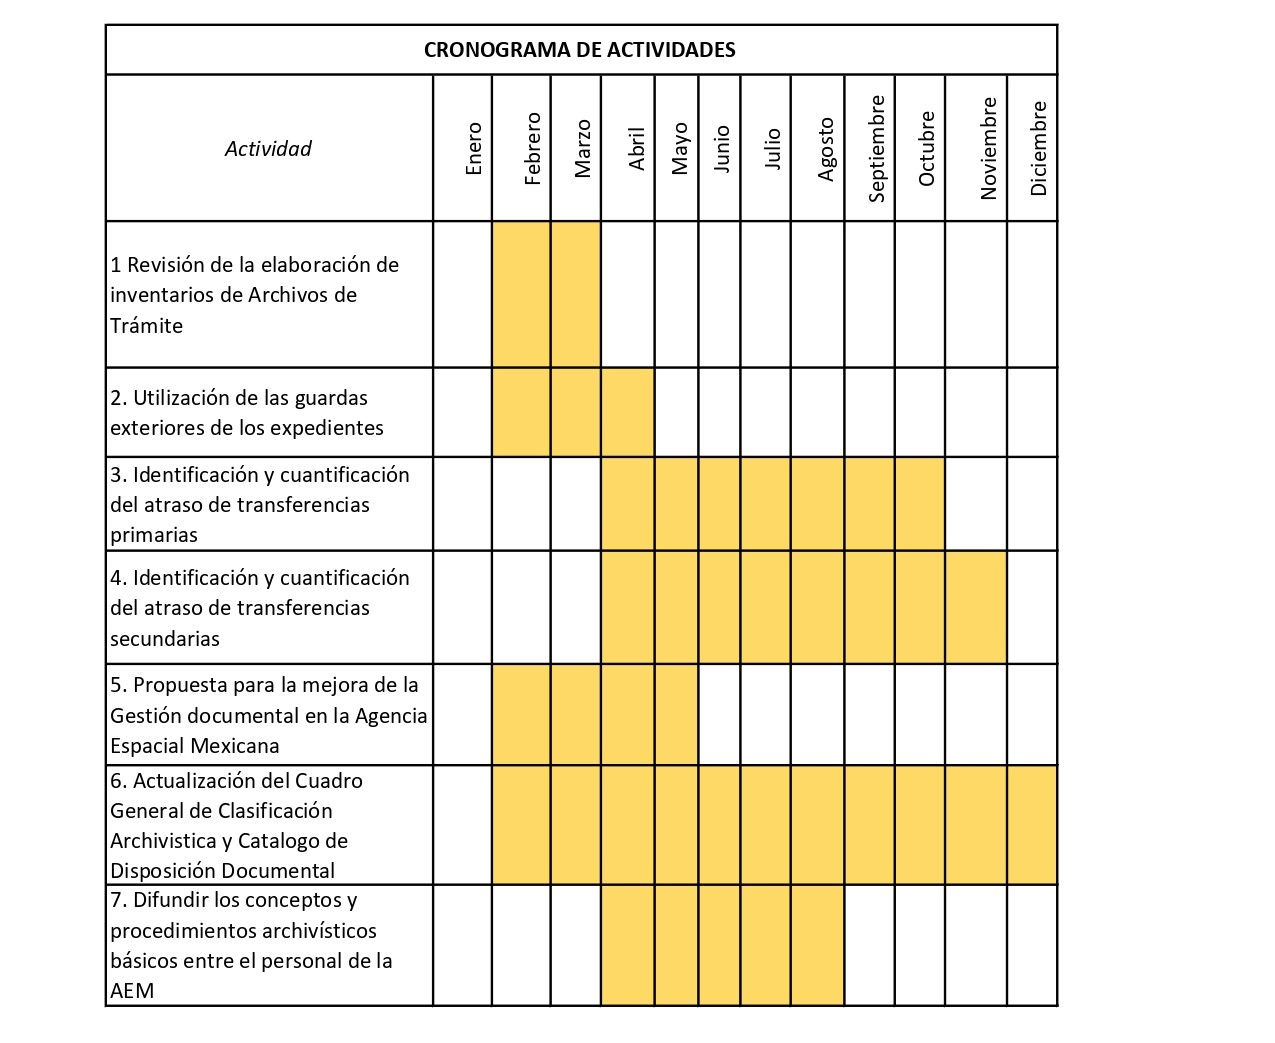 CRONOGRAMA DE ACTIVIDADES
Actividad
Enero
Febrero
Marzo
Abril
Mayo
Junio
Julio
Agosto
Septiembre
Octubre
Noviembre
Diciembre
1 Revisión de la elaboración de
inventarios de Archivos de
Trámite
2. Utilización de las guardas
exteriores de los expedientes
3. Identificación y cuantificación
del atraso de transferencias
primarias
4. Identificación y cuantificación
del atraso de transferencias
secundarias
5. Propuesta para la mejora de la
Gestión documental en la Agencia
Espacial Mexicana
6. Actualización del Cuadro
General de Clasificación
Archivistica y Catalogo de
Disposición Documental
7. Difundir los conceptos y
procedimientos archivísticos
básicos entre el personal de la
AEM